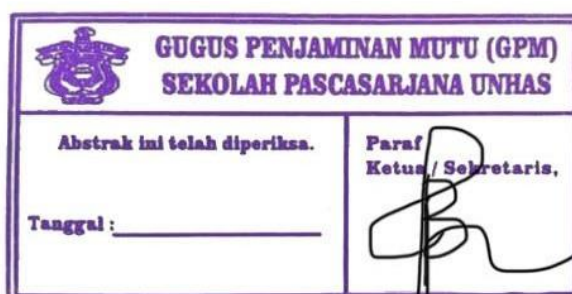 GUGUS PENJAMINAN MUTU (GPM)
SEKOLAH PASCASARJANA UNHAS
Abstrak ini telah diperiksa.
Tanggal :
Paraf
Ketua / Sekretaris,